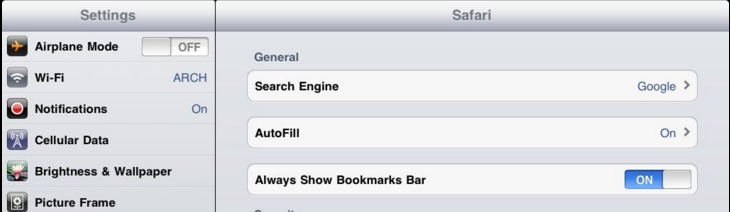 Settings
Safari
Airplane Mode OFF
Wi-Fi ARCH
Notifications On
Cellular Data
Brightness & Wallpaper
Picture Frame
General
Search Engine Google
AutoFill On
Always Show Bookmarks Bar ON